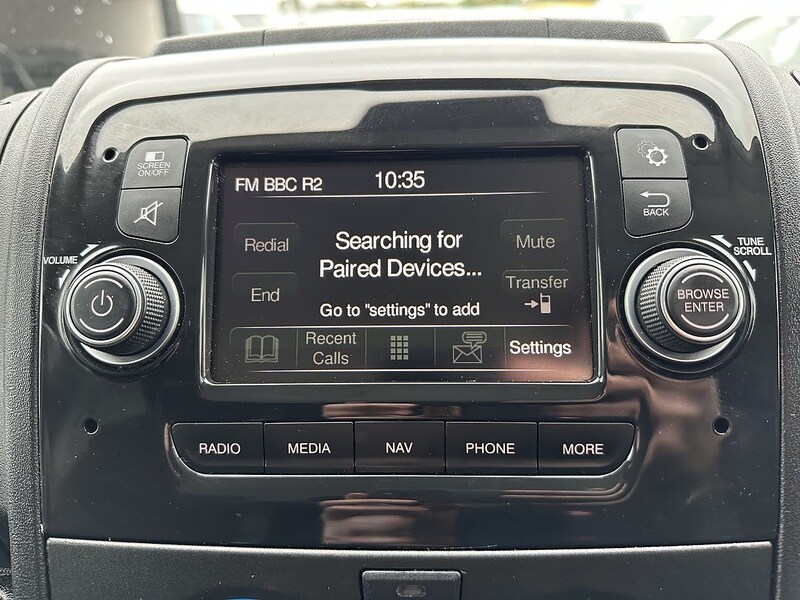 FM BBC R2 10:35
SCREEN
ON/OFF
BACK
VOLUME
TUNE
SCROLL
Redial
Searching for
Paired Devices...
Mute
End
Go to "settings" to add
Transfer
BROWSE
ENTER
Recent
Calls
Settings
RADIO MEDIA NAV PHONE MORE